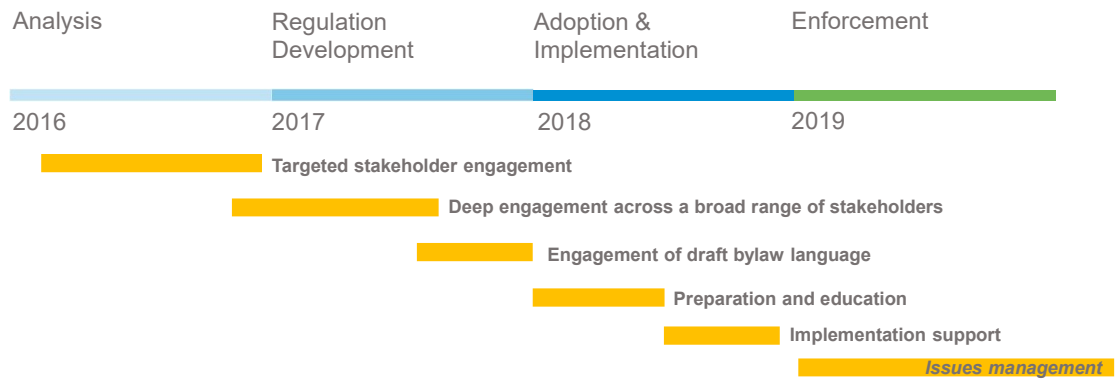 Analysis
Regulation
Development
Adoption &
Implementation
Enforcement
2016
2017
2018
2019
Targeted stakeholder engagement
Deep engagement across a broad range of stakeholders
Engagement of draft bylaw language
Preparation and education
Implementation support
Issues management